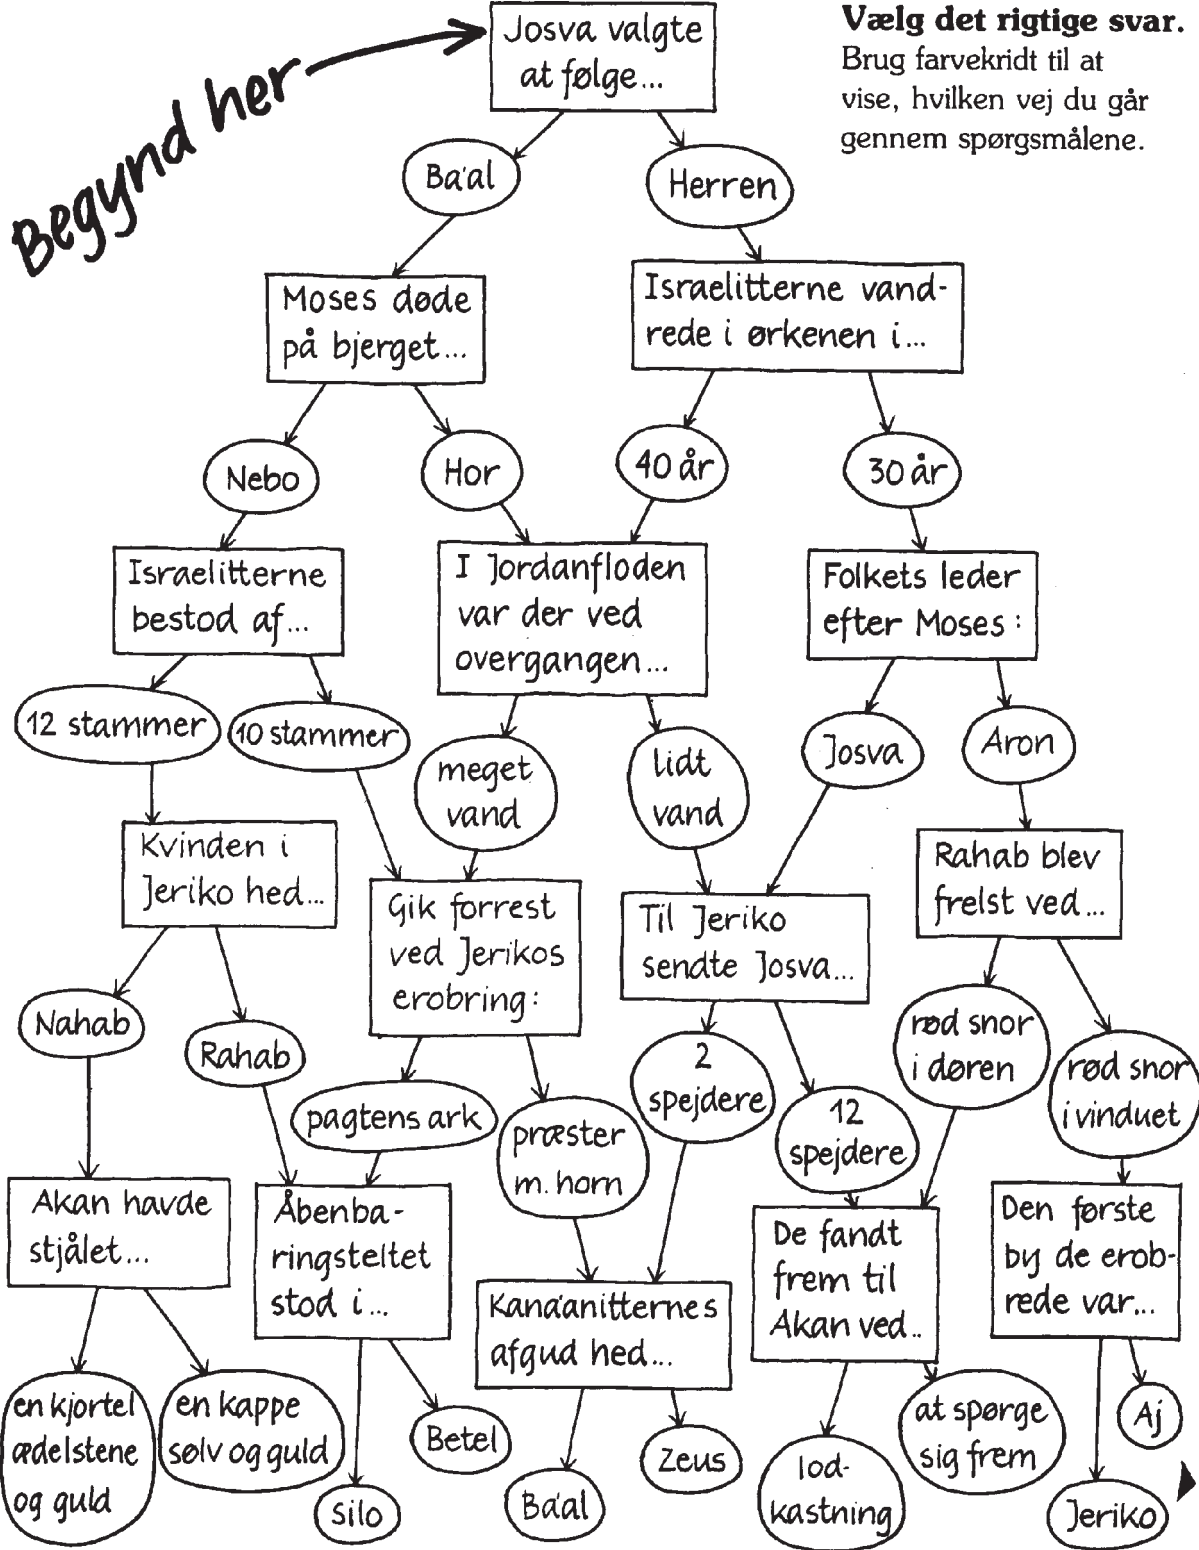 Begynd her
Josva valgte
at følge...
Vælg det rigtige svar.
Brug farvekridt til at
vise, hvilken vej du går
gennem spørgsmålene.
Ba'al
Herren
Moses døde
på bjerget...
Israelitterne vand-
rede i ørkenen i...
Nebo
Hor
40 år
30 år
Israelitterne
bestod af...
I Jordanfloden
var der ved
overgangen...
Folkets leder
efter Moses:
12 stammer
10 stammer
meget
vand
lidt
vand
Josva
Aron
Kvinden i
Jeriko hed...
Gik forrest
ved Jerikos
erobring:
Til Jeriko
sendte Josva...
Rahab blev
frelst ved...
Nahab
Rahab
pagtens ark
præster
m. horn
2
spejdere
12
spejdere
rød snor
i døren
rød snor
i vinduet
Akan havde
stjålet...
Åbenba-
ringsteltet
stod i...
Kana'anitternes
afgud hed...
De fandt
frem til
Akan ved..
Den første
by de erob-
rede var...
en kjortel
ædelstene
og guld
en kappe
sølv og guld
Silo
Betel
Ba'al
Zeus
lod-
kastning
at spørge
sig frem
Jeriko
Aj